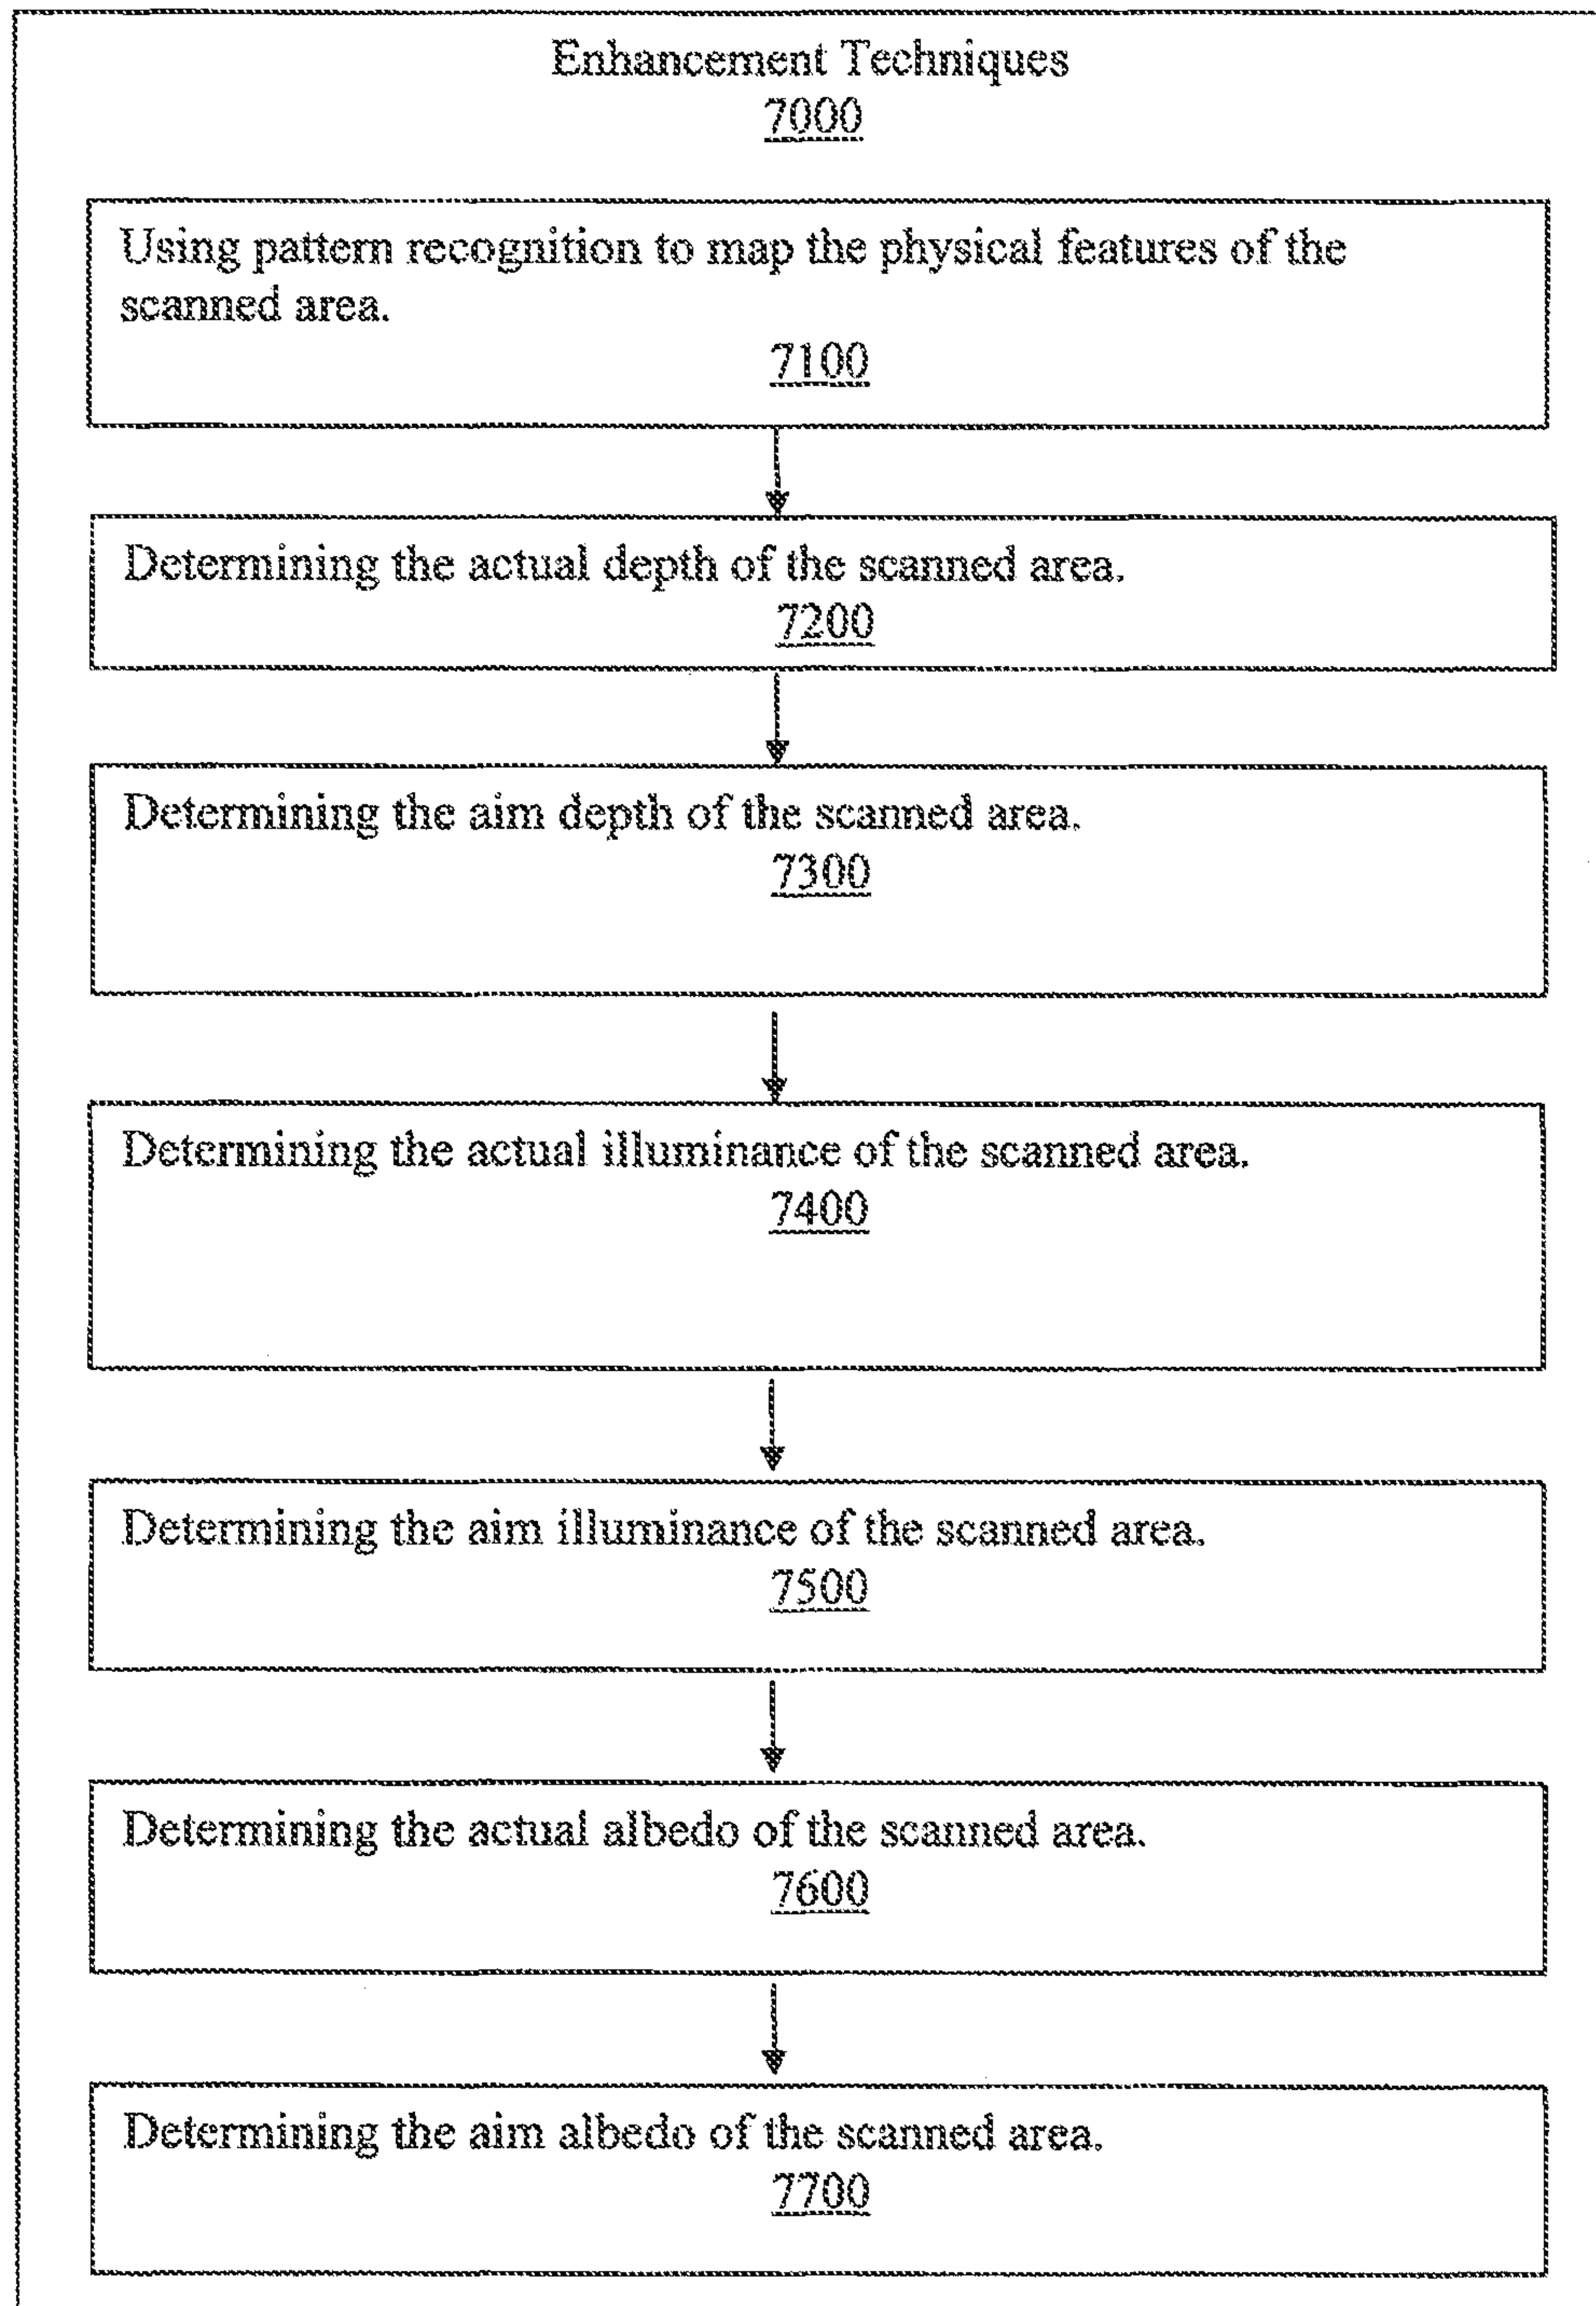 Enhancement Techniques
7000
Using pattern recognition to map the physical features of the
scanned area.
7100
Determining the actual depth of the scanned area.
7200
Determining the aim depth of the scanned area.
7300
Determining the actual illuminance of the scanned area.
7400
Determining the aim illuminance of the scanned area.
7500
Determining the actual albedo of the scanned area.
7600
Determining the aim albedo of the scanned area.
7700